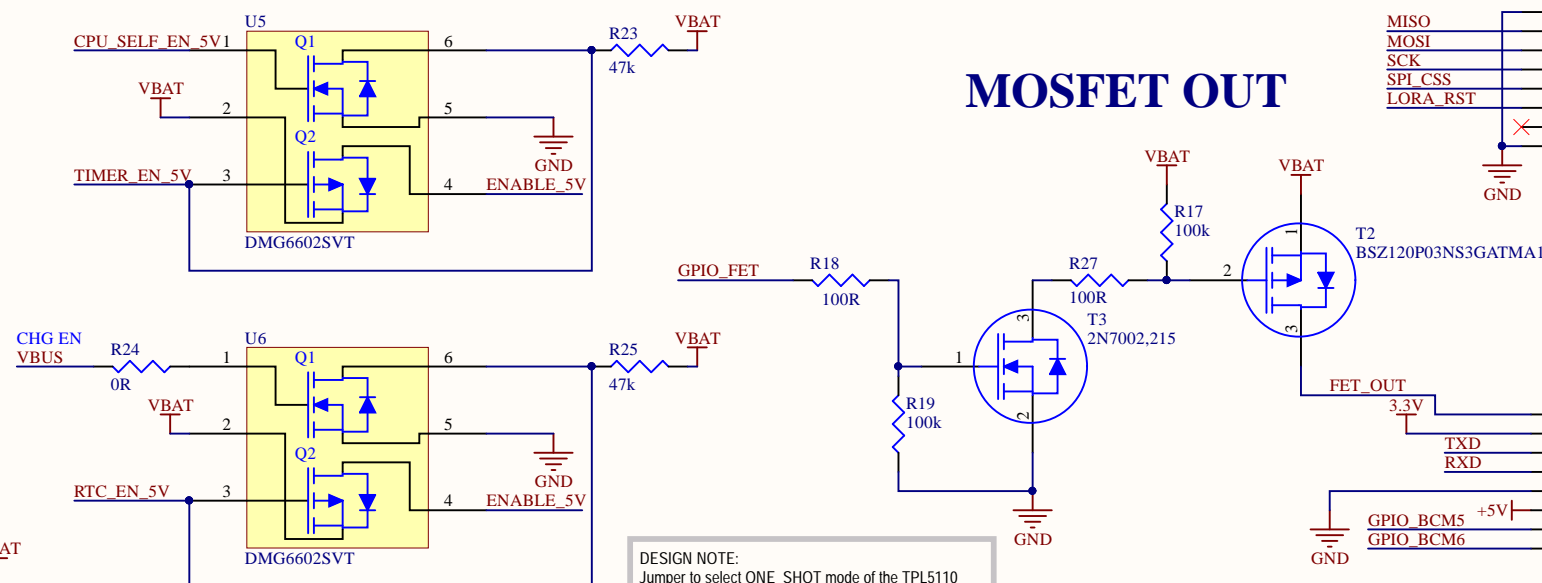 U5
CPU_SELF_EN_5V
1
Q1
6
R23
47k
VBAT
VBAT
2
5
GND
Q2
TIMER_EN_5V
3
4
ENABLE_5V
DMG6602SVT
MOSFET OUT
MISO
MOSI
SCK
SPI_CSS
LORA_RST
GND
GPIO_FET
R18
100R
R19
100k
1
3
2
T3
2N7002,215
GND
R27
100R
VBAT
R17
100k
2
VBAT
1
3
T2
BSZ120P03NS3GATMA1
FET_OUT
3.3V
TXD
RXD
+5V
GPIO_BCM5
GPIO_BCM6
GND
CHG EN
VBUS
R24
0R
U6
1
Q1
6
R25
47k
VBAT
VBAT
2
5
GND
Q2
RTC_EN_5V
3
4
ENABLE_5V
DMG6602SVT
AT
DESIGN NOTE:
Jumper to select ONE_SHOT mode of the TPL5110